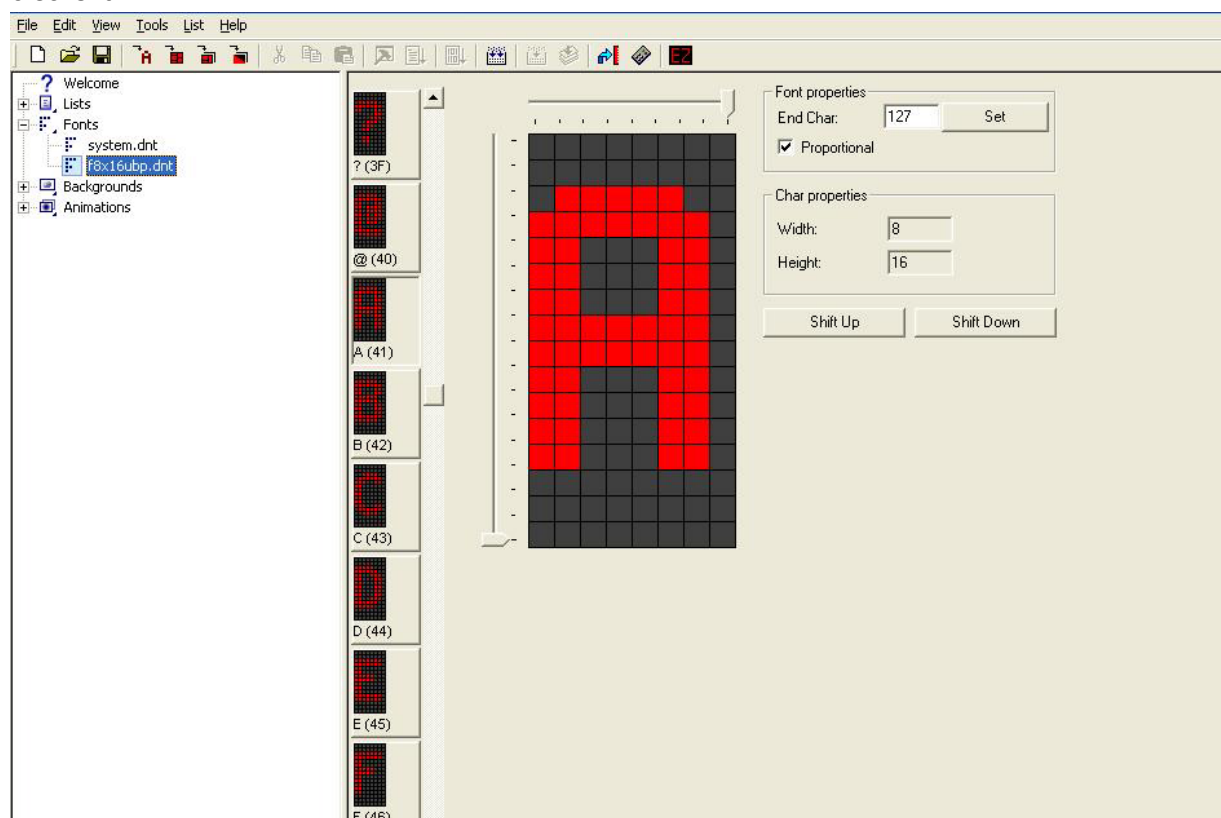 File Edit View Tools List Help
EZ
? Welcome
Lists
Fonts
system.dnt
f8x16ubp.dnt
Backgrounds
Animations
? (3F)
@ (40)
A (41)
B (42)
C (43)
D (44)
E (45)
F (46)
Font properties
End Char: 127 Set
Proportional
Char properties
Width: 8
Height: 16
Shift Up Shift Down